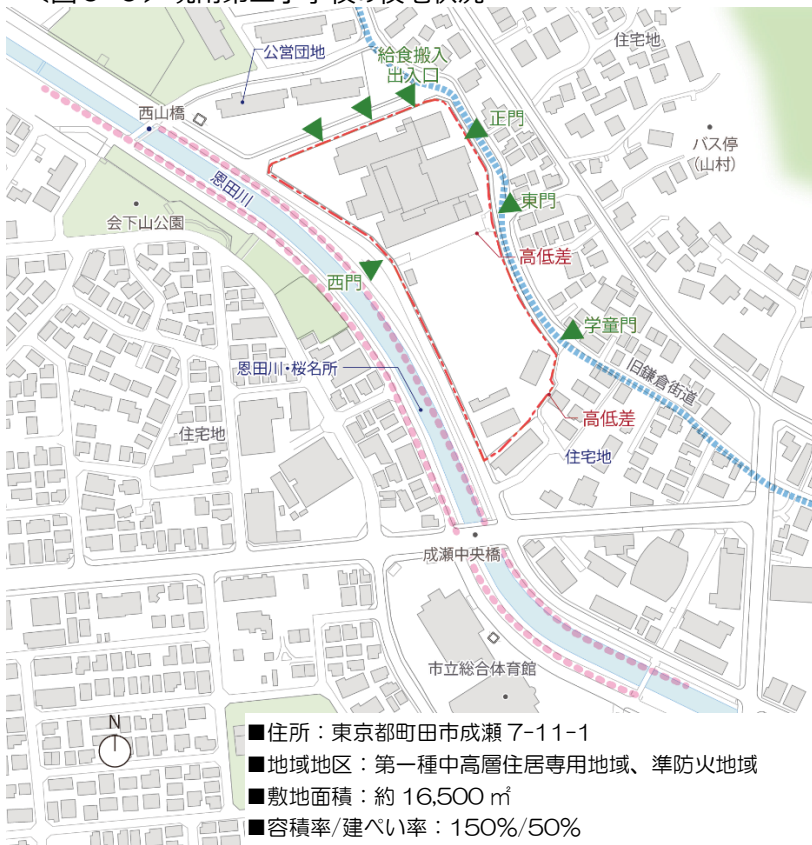 公営団地
給食搬入
出入口
住宅地
西山橋
正門
バス停
(山村)
恩田川
東門
会下山公園
高低差
西門
学童門
恩田川・桜名所
旧鎌倉街道
高低差
住宅地
住宅地
成瀬中央橋
市立総合体育館
N
■住所：東京都町田市成瀬 7-11-1
■地域地区：第一種中高層住居専用地域、準防火地域
■敷地面積：約 16,500 ㎡
■容積率/建ぺい率：150%/50%